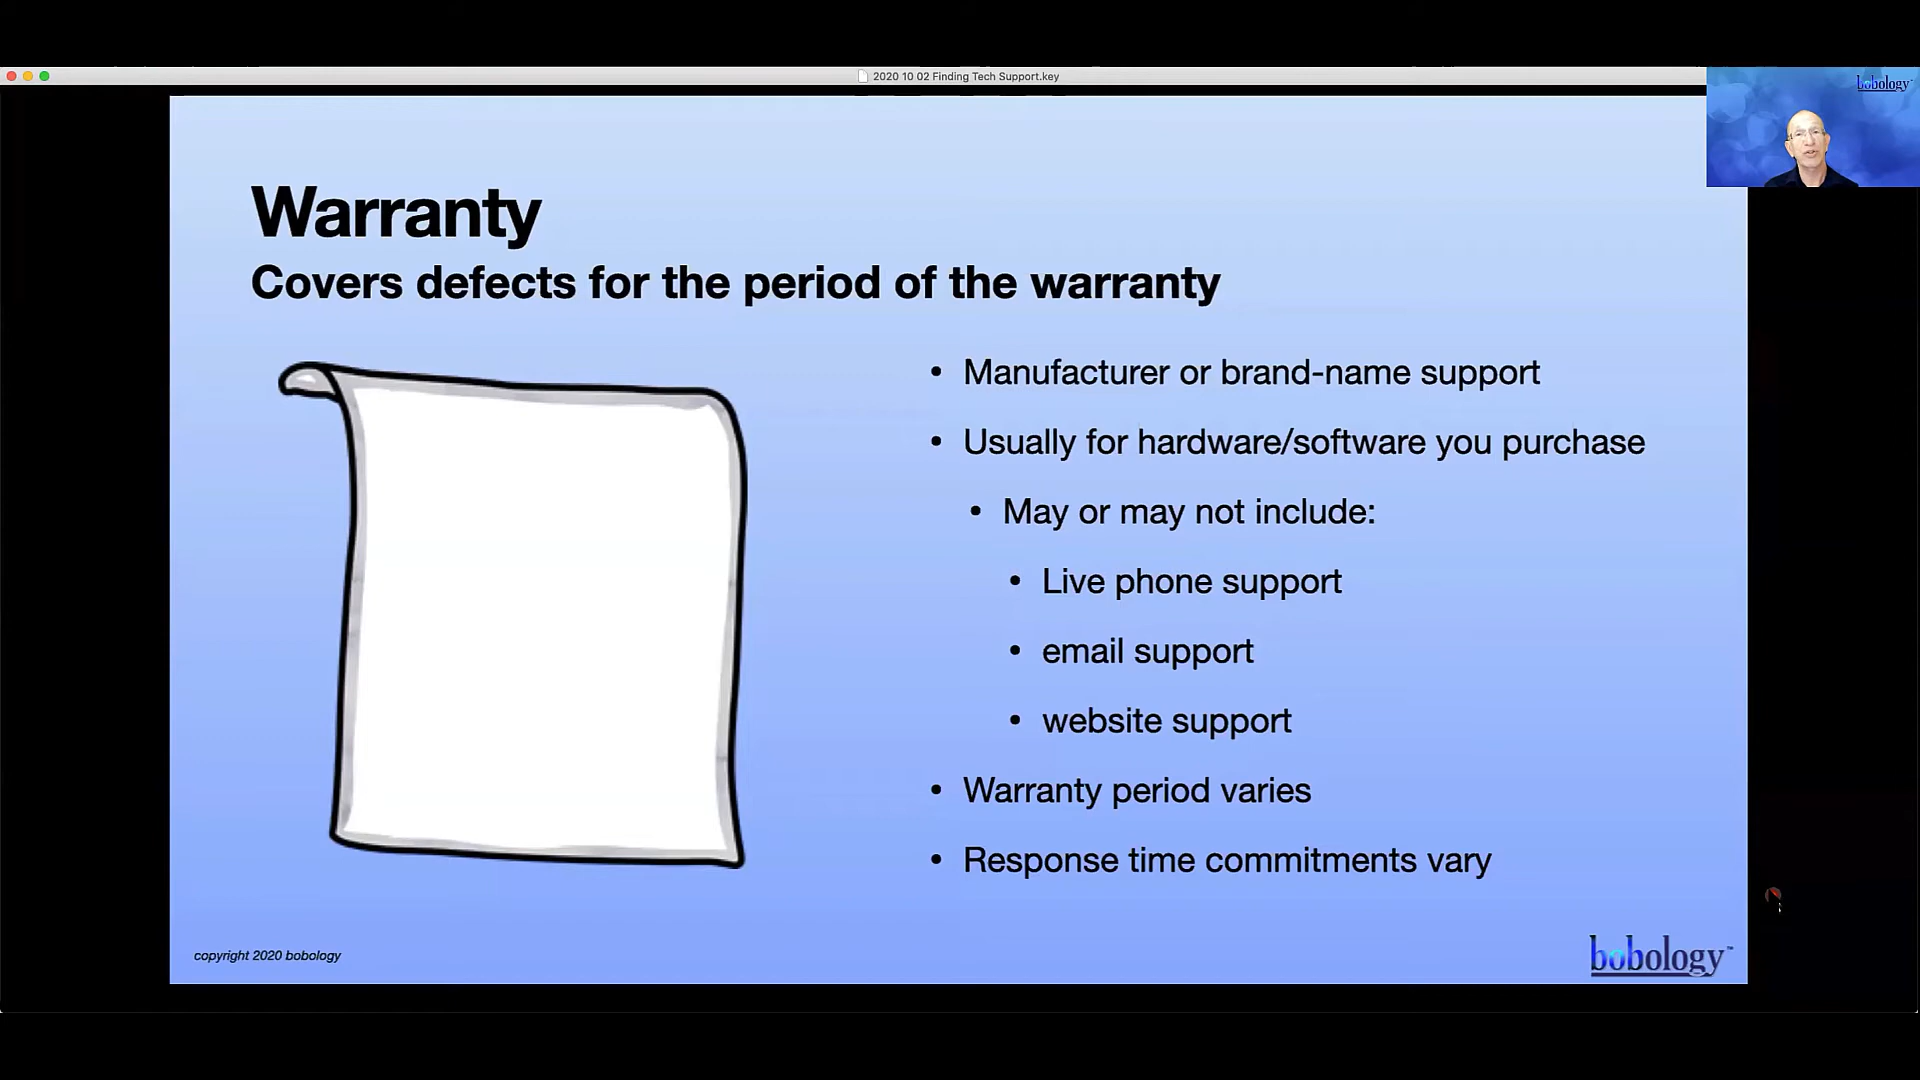 2020 10 02 Finding Tech Support.key
bobology
Warranty
Covers defects for the period of the warranty
• Manufacturer or brand-name support
• Usually for hardware/software you purchase
• May or may not include:
• Live phone support
• email support
• website support
• Warranty period varies
• Response time commitments vary
copyright 2020 bobology
bobology™